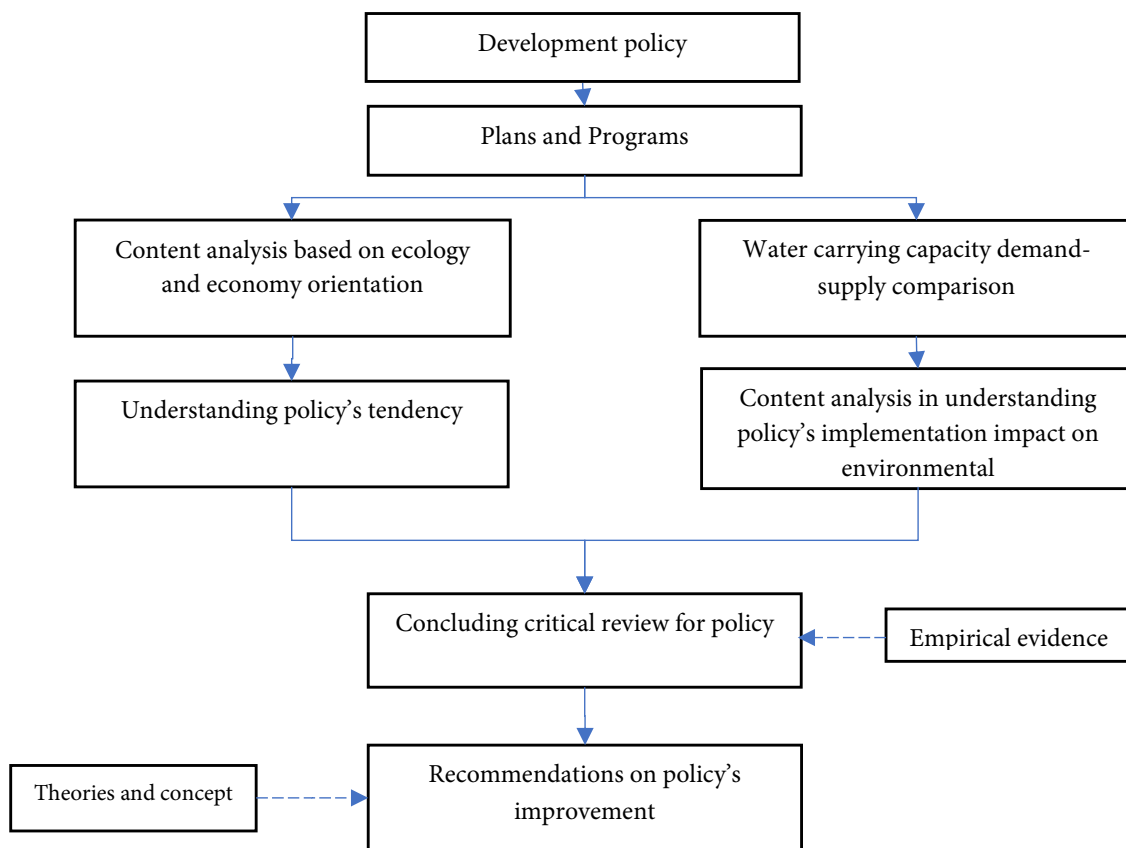 Development policy
Plans and Programs
Content analysis based on ecology
and economy orientation
Water carrying capacity demand-
supply comparison
Understanding policy’s tendency
Content analysis in understanding
policy’s implementation impact on
environmental
Concluding critical review for policy
Empirical evidence
Recommendations on policy’s
improvement
Theories and concept